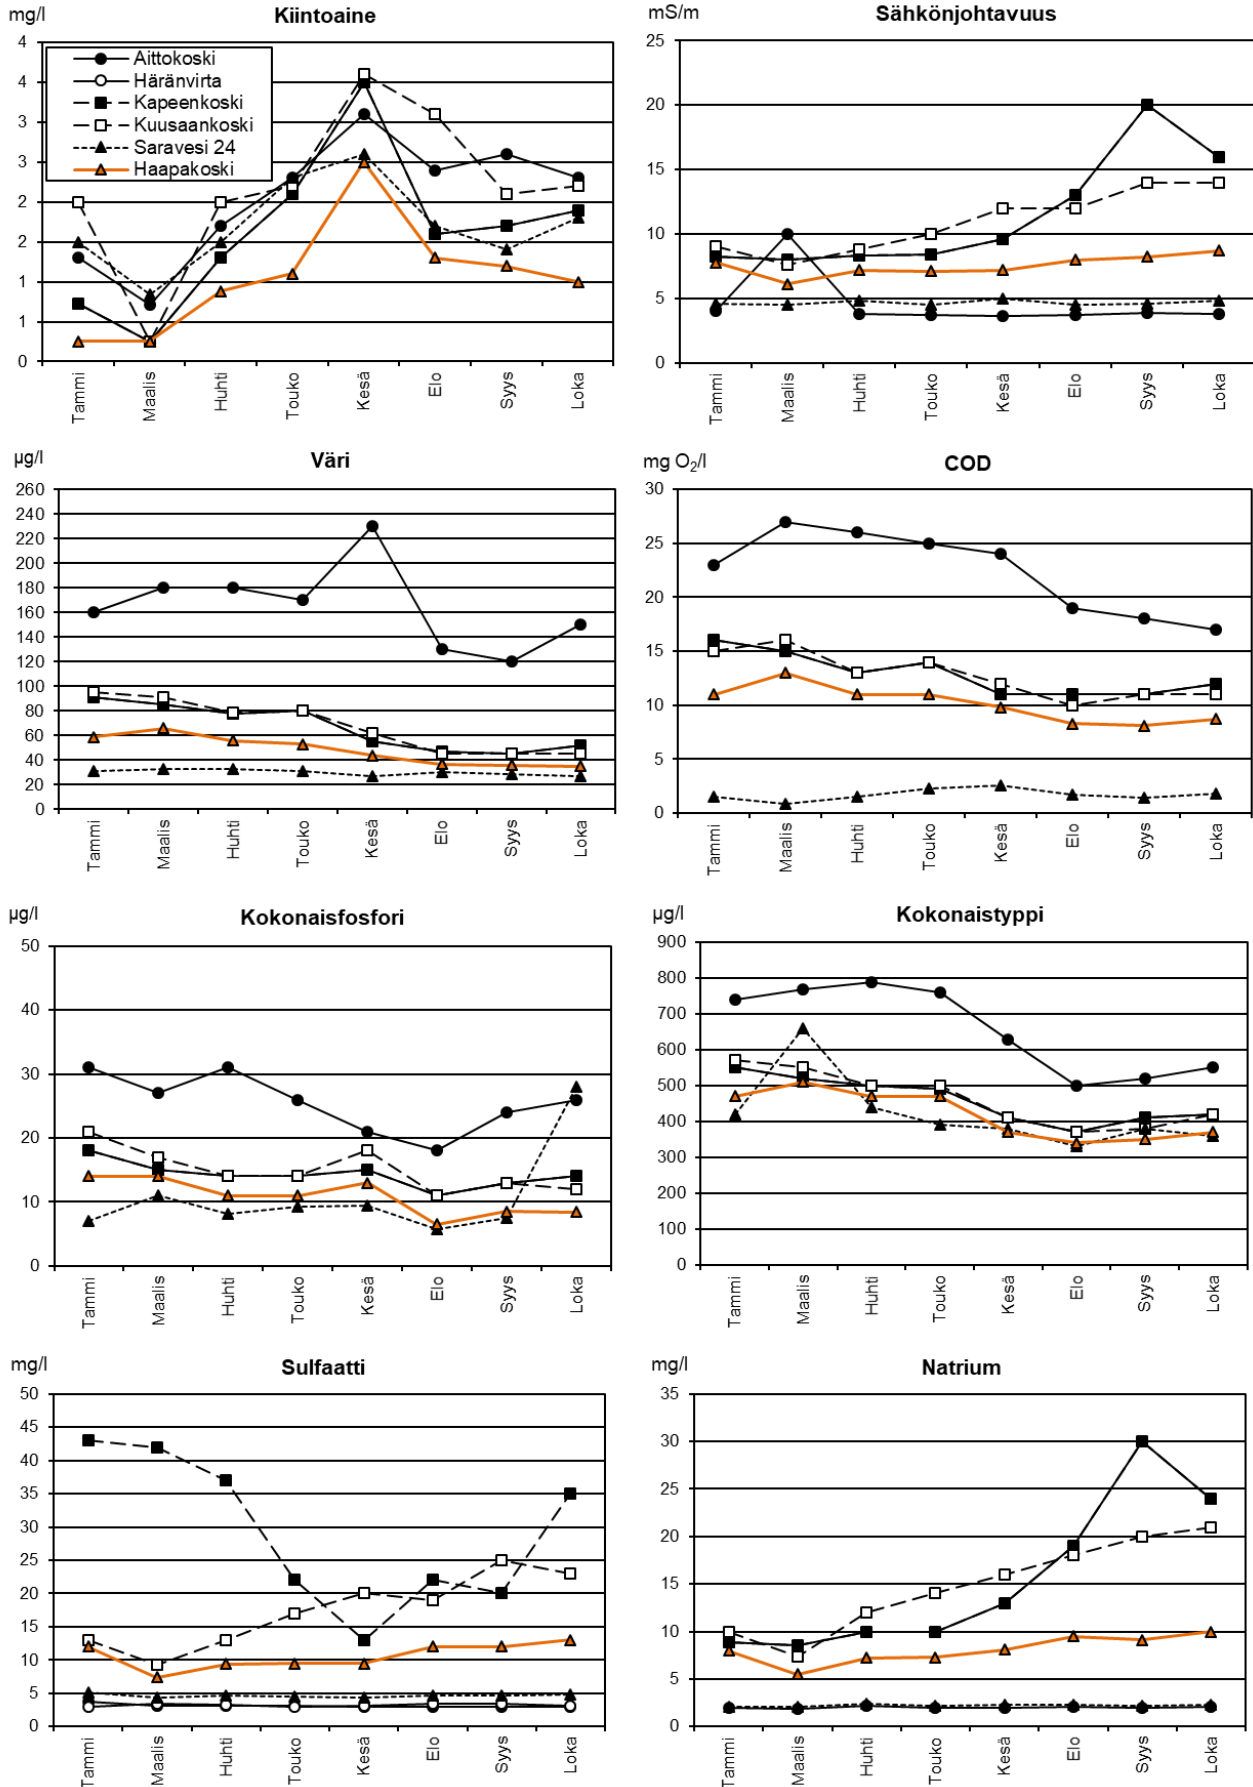 mg/l
Kiintoaine
4
4
3
3
2
2
1
1
0
Aittokoski
Häränvirta
Kapeenkoski
Kuusaankoski
Saravesi 24
Haapakoski
Tammi
Maalis
Huhti
Touko
Kesä
Elo
Syys
Loka
mS/m
Sähkönjohtavuus
25
20
15
10
5
0
Tammi
Maalis
Huhti
Touko
Kesä
Elo
Syys
Loka
µg/l
Väri
260
240
220
200
180
160
140
120
100
80
60
40
20
0
Tammi
Maalis
Huhti
Touko
Kesä
Elo
Syys
Loka
mg O₂/l
COD
30
25
20
15
10
5
0
Tammi
Maalis
Huhti
Touko
Kesä
Elo
Syys
Loka
µg/l
Kokonaisfosfori
50
40
30
20
10
0
Tammi
Maalis
Huhti
Touko
Kesä
Elo
Syys
Loka
µg/l
Kokonaistyppi
900
800
700
600
500
400
300
200
100
0
Tammi
Maalis
Huhti
Touko
Kesä
Elo
Syys
Loka
mg/l
Sulfaatti
50
45
40
35
30
25
20
15
10
5
0
Tammi
Maalis
Huhti
Touko
Kesä
Elo
Syys
Loka
mg/l
Natrium
35
30
25
20
15
10
5
0
Tammi
Maalis
Huhti
Touko
Kesä
Elo
Syys
Loka